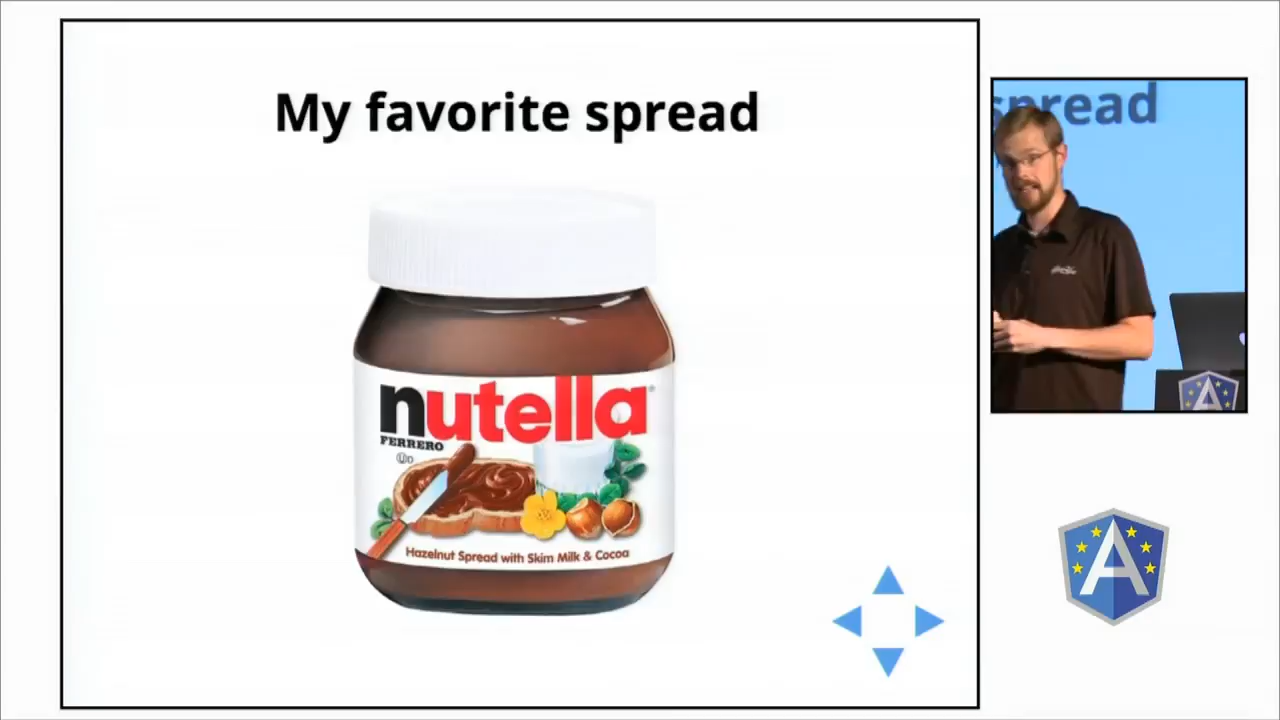 My favorite spread
nutella
FERRERO
Hazelnut Spread with Skim Milk & Cocoa
spread
A
A